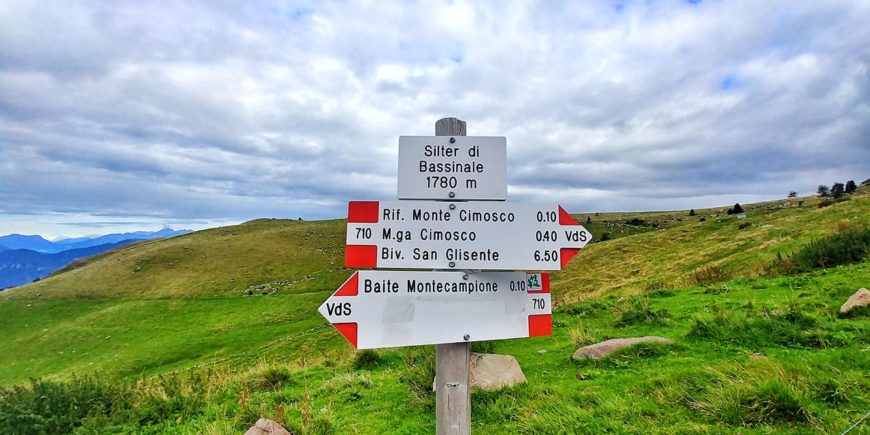 Silter di
Bassinale
1780 m
Rif. Monte Cimosco 0.10
710 M.ga Cimosco 0.40 VdS
Biv. San Glisente 6.50
Baite Montecampione 0.10
VdS 710